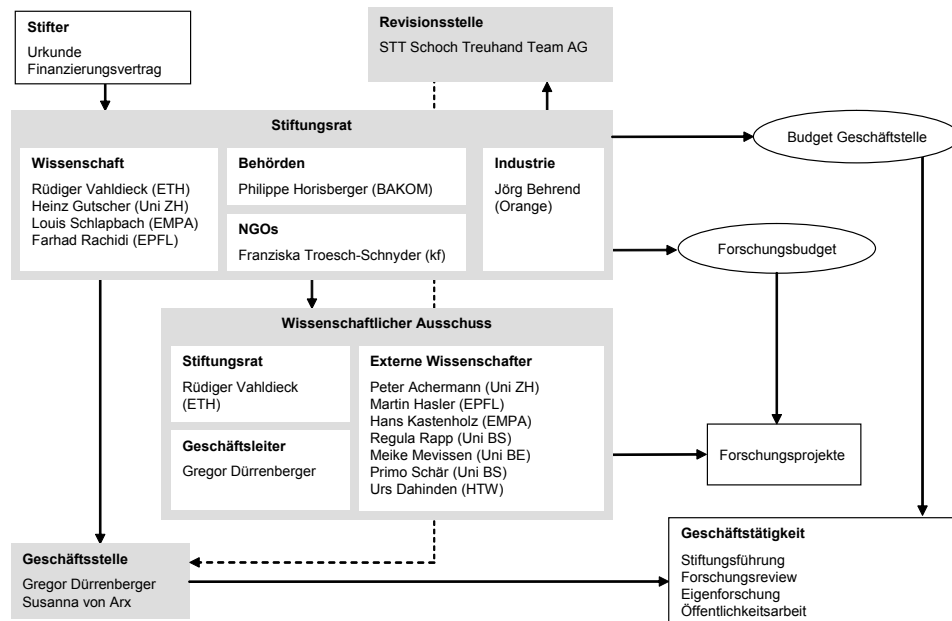 Stifter
Urkunde
Finanzierungsvertrag
Revisionsstelle
STT Schoch Treuhand Team AG
Stiftungsrat
Wissenschaft
Rüdiger Vahldieck (ETH)
Heinz Gutscher (Uni ZH)
Louis Schlapbach (EMPA)
Farhad Rachidi (EPFL)
Behörden
Philippe Horisberger (BAKOM)
NGOs
Franziska Troesch-Schnyder (kf)
Industrie
Jörg Behrend
(Orange)
Budget Geschäftstelle
Forschungsbudget
Wissenschaftlicher Ausschuss
Stiftungsrat
Rüdiger Vahldieck
(ETH)
Geschäftsleiter
Gregor Dürrenberger
Externe Wissenschafter
Peter Achermann (Uni ZH)
Martin Hasler (EPFL)
Hans Kastenholz (EMPA)
Regula Rapp (Uni BS)
Meike Mevissen (Uni BE)
Primo Schär (Uni BS)
Urs Dahinden (HTW)
Forschungsprojekte
Geschäftsstelle
Gregor Dürrenberger
Susanna von Arx
Geschäftstätigkeit
Stiftungsführung
Forschungsreview
Eigenforschung
Öffentlichkeitsarbeit